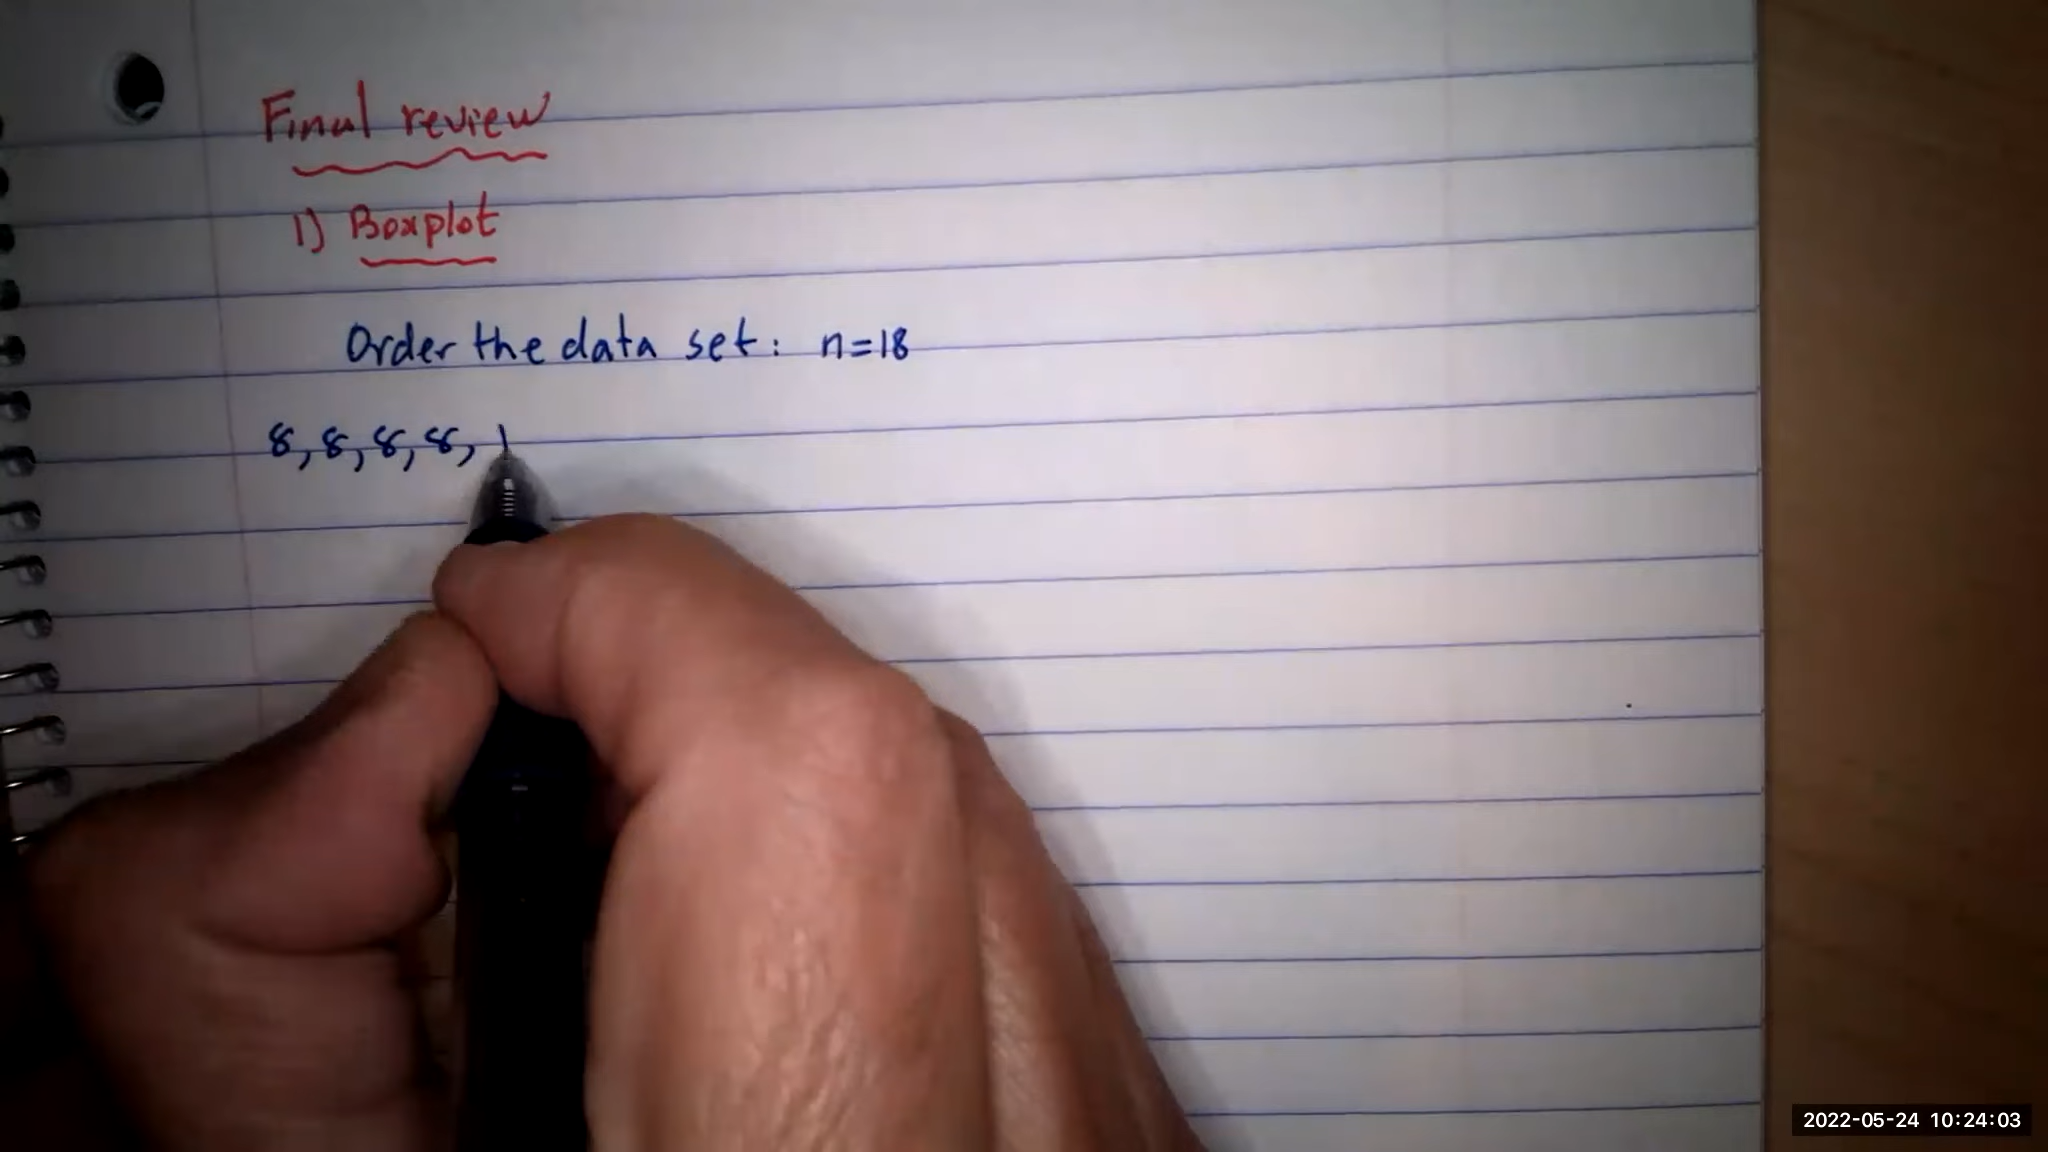 Final review
1) Boxplot
Order the data set: n=18
8, 8, 8, 8, 1
2022-05-24 10:24:03